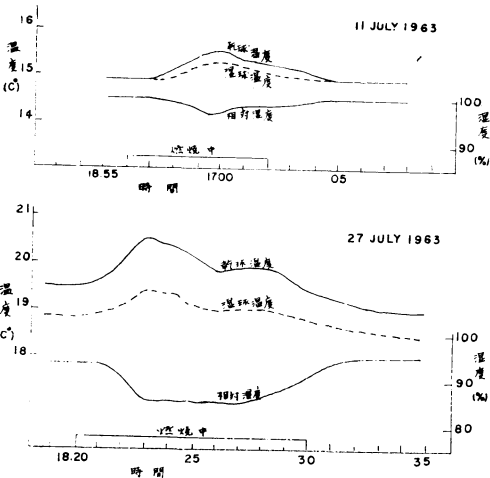 11 JULY 1963
16
温度
(C°)
15
14
乾球温度
湿球温度
相対湿度
100
90
湿度
(%)
燃焼中
18.55
1700
05
時間
27 JULY 1963
21
20
19
18
温度
C°)
乾球温度
湿球温度
相対湿度
100
90
80
湿度
(%)
燃焼中
18.20
25
30
35
時間